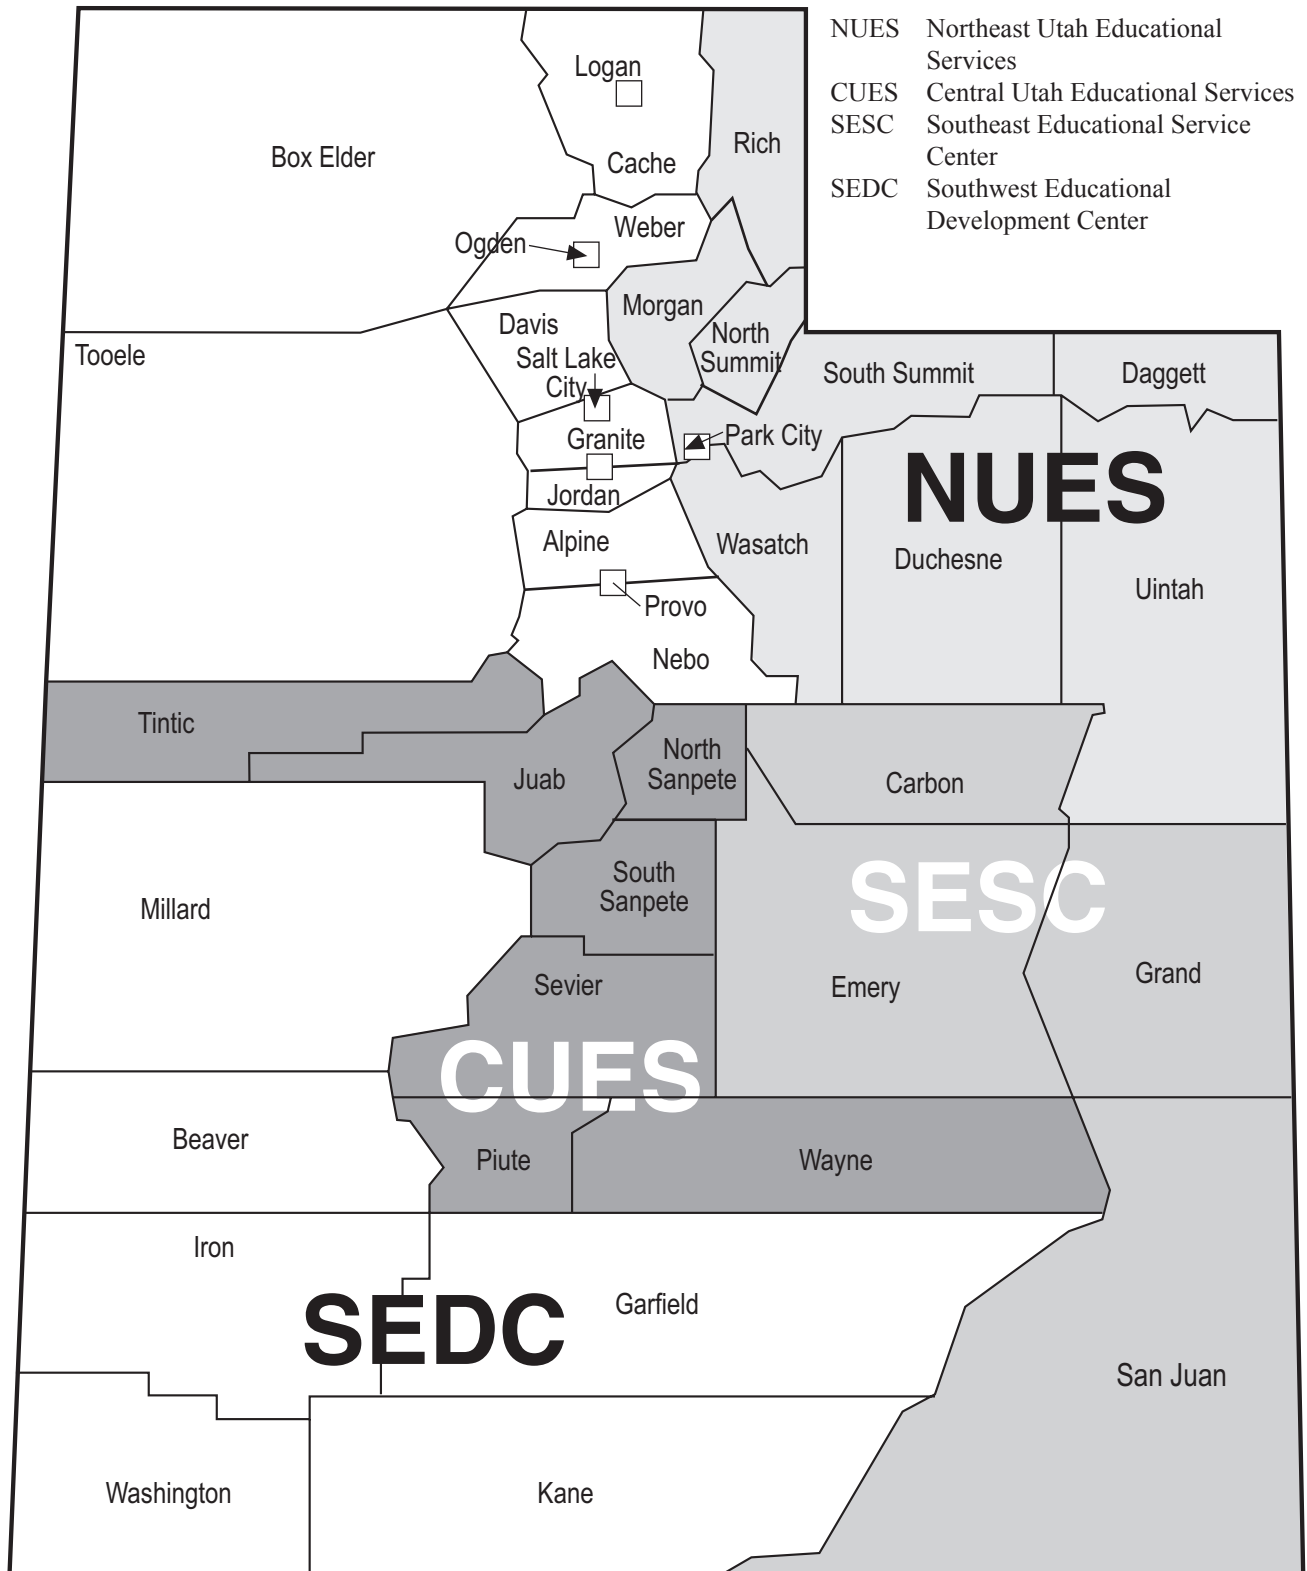 NUES Northeast Utah Educational
Services
CUES Central Utah Educational Services
SESC Southeast Educational Service
Center
SEDC Southwest Educational
Development Center
Logan
Box Elder
Cache
Rich
Weber
Ogden
Morgan
Davis
North
Summit
Tooele
Salt Lake
City
South Summit
Daggett
Granite
Park City
NUES
Jordan
Alpine
Wasatch
Duchesne
Uintah
Provo
Nebo
Tintic
Juab
North
Sanpete
Carbon
South
Sanpete
SESC
Millard
Sevier
Emery
Grand
CUES
Beaver
Piute
Wayne
Iron
SEDC
Garfield
San Juan
Washington
Kane